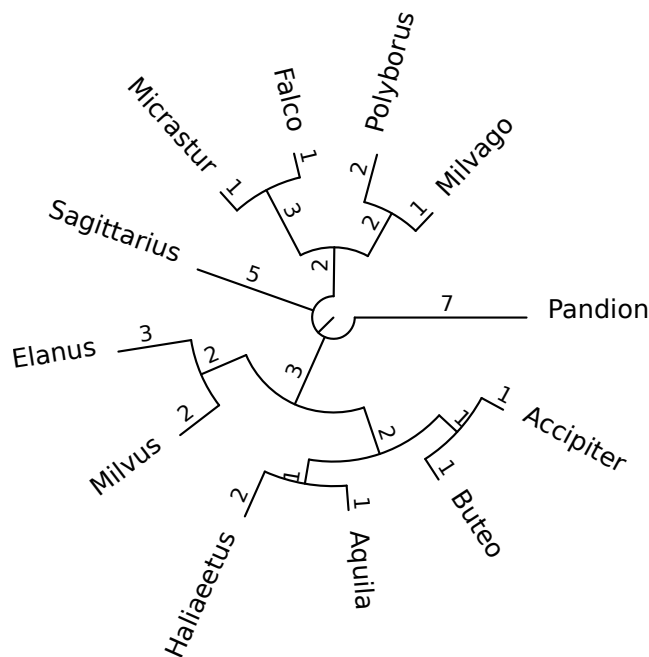 Polyborus
Falco
Micrastur
Milvago
1
2
1
1
3
2
Sagittarius
2
5
7
Pandion
3
Elanus
2
3
1
Accipiter
2
2
1
Milvus
1
1
2
1
Buteo
Haliaeetus
Aquila